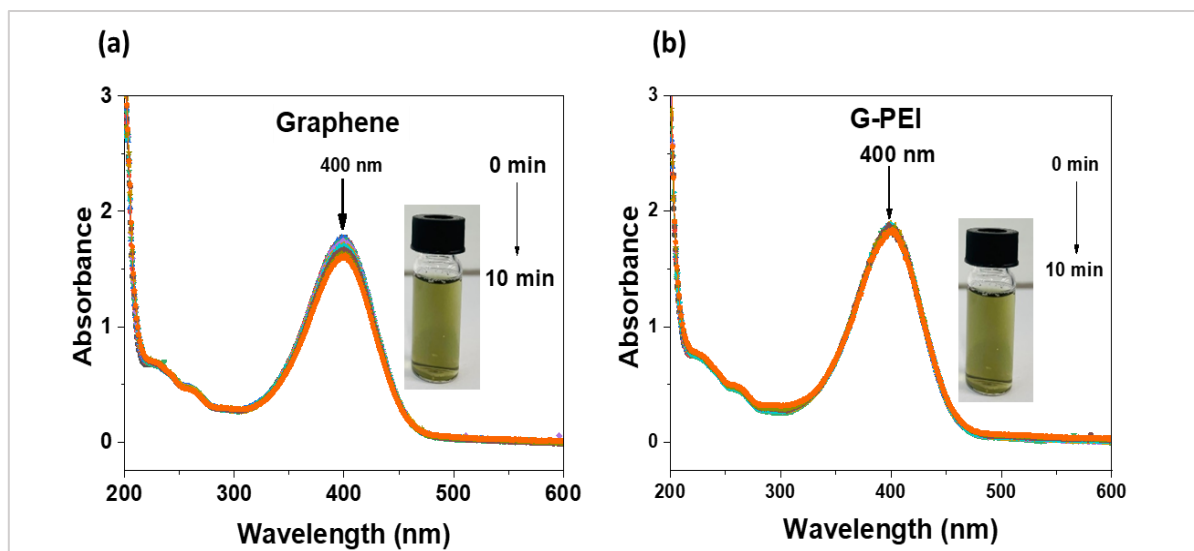 (a)
Graphene
400 nm
0 min
10 min
3
2
1
0
Absorbance
200
300
400
500
600
Wavelength (nm)
(b)
G-PEI
400 nm
0 min
10 min
3
2
1
0
Absorbance
200
300
400
500
600
Wavelength (nm)